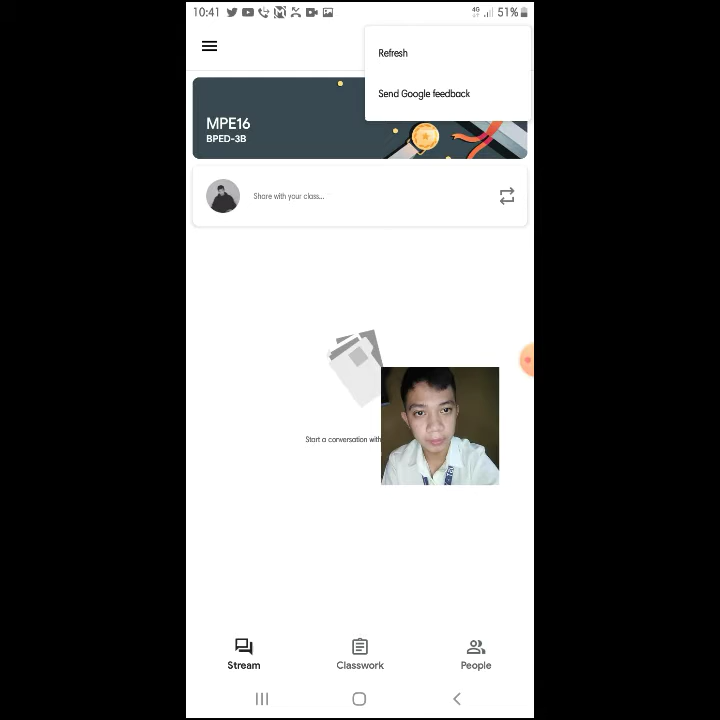 10:41
4G
51%
Refresh
Send Google feedback
MPE16
BPED-3B
Share with your class...
Start a conversation with
Stream
Classwork
People